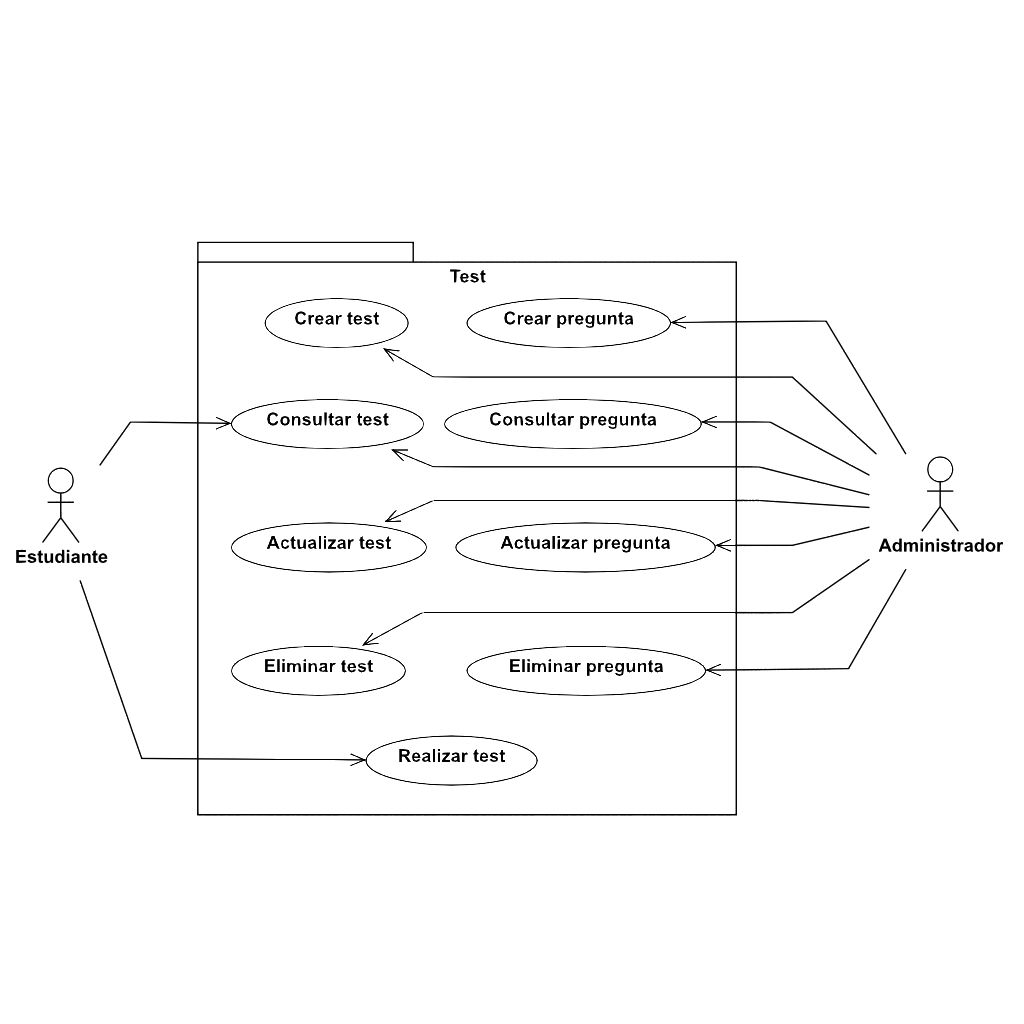 Test
Crear test
Crear pregunta
Consultar test
Consultar pregunta
Estudiante
Actualizar test
Actualizar pregunta
Administrador
Eliminar test
Eliminar pregunta
Realizar test